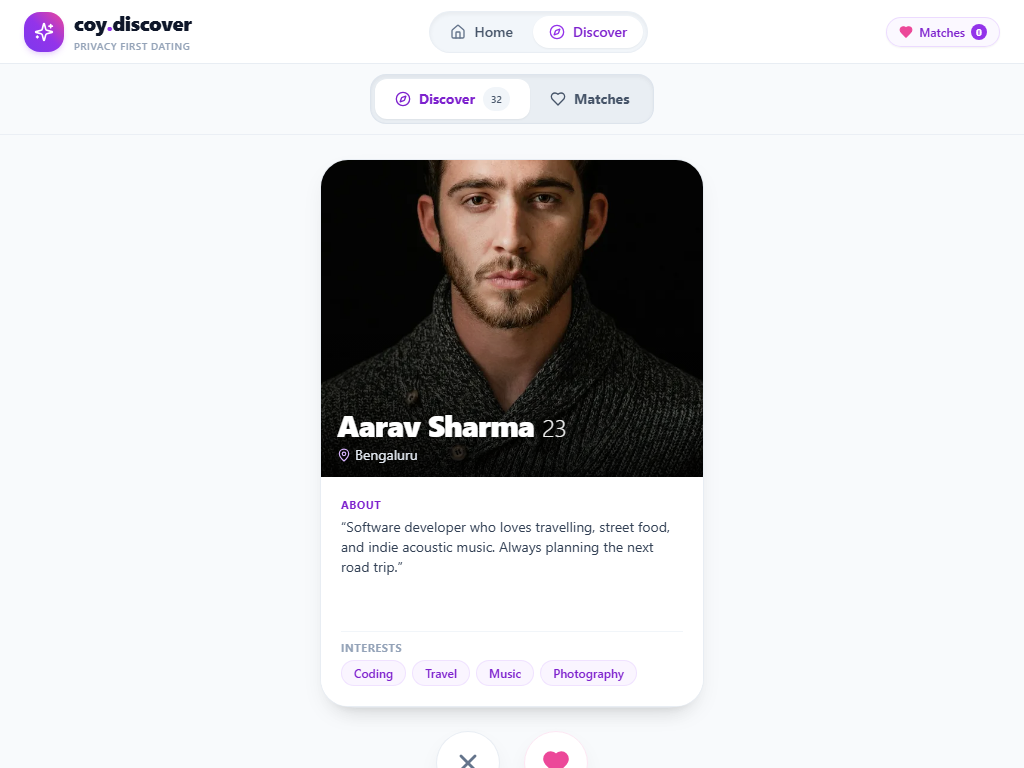 coy.discover
PRIVACY FIRST DATING
Home
Discover
Matches 0
Discover 32
Matches
Aarav Sharma 23
Bengaluru
ABOUT
“Software developer who loves travelling, street food,
and indie acoustic music. Always planning the next
road trip.”
INTERESTS
Coding
Travel
Music
Photography